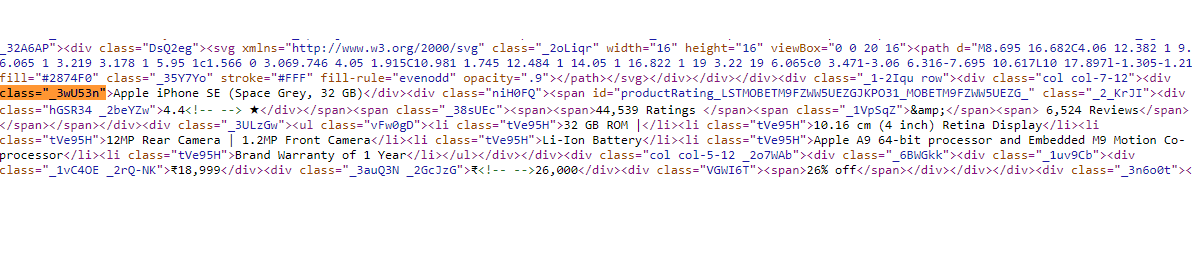 _32A6AP"><div class="DsQ2eg"><svg xmlns="http://www.w3.org/2000/svg" class="_2oLiqr" width="16" height="16" viewBox="0 0 20 16"><path d="M8.695 16.682C4.06 12.382 1 9.
6.065 1 3.219 3.178 1 5.95 1c1.566 0 3.069.746 4.05 1.915C10.981 1.745 12.484 1 14.05 1 16.822 1 19 3.22 19 6.065c0 3.471-3.06 6.316-7.695 10.617L10 17.897l-1.305-1.21
fill="#2874F0" class="_35Y7Yo" stroke="#FFF" fill-rule="evenodd" opacity=".9"></path></svg></div></div></div><div class="_1-2Iqu row"><div class="col col-7-12"><div
class="_3wU53n">Apple iPhone SE (Space Grey, 32 GB)</div><div class="niH0FQ"><span id="productRating_LSTMOBETM9FZWW5UEZGJKPO31_MOBETM9FZWW5UEZG_" class="_2_KrJI"><div
class="hGSR34 _2beYZw">4.4<!-- --> ★</div></span><span class="_38sUEc"><span><span>44,539 Ratings </span><span class="_1VpSqZ">&amp;</span><span> 6,524 Reviews</span>
</span></span></div><div class="_3ULzGw"><ul class="vFw0gD"><li class="tVe95H">32 GB ROM |</li><li class="tVe95H">10.16 cm (4 inch) Retina Display</li><li
class="tVe95H">12MP Rear Camera | 1.2MP Front Camera</li><li class="tVe95H">Li-Ion Battery</li><li class="tVe95H">Apple A9 64-bit processor and Embedded M9 Motion Co-
processor</li><li class="tVe95H">Brand Warranty of 1 Year</li></ul></div></div><div class="col col-5-12 _2o7WAb"><div class="_6BWGkk"><div class="_1uv9Cb"><div
class="_1vC4OE _2rQ-NK">₹18,999</div><div class="_3auQ3N _2GcJzG">₹<!-- -->26,000</div><div class="VGWI6T"><span>26% off</span></div></div></div><div class="_3n6o0t"><